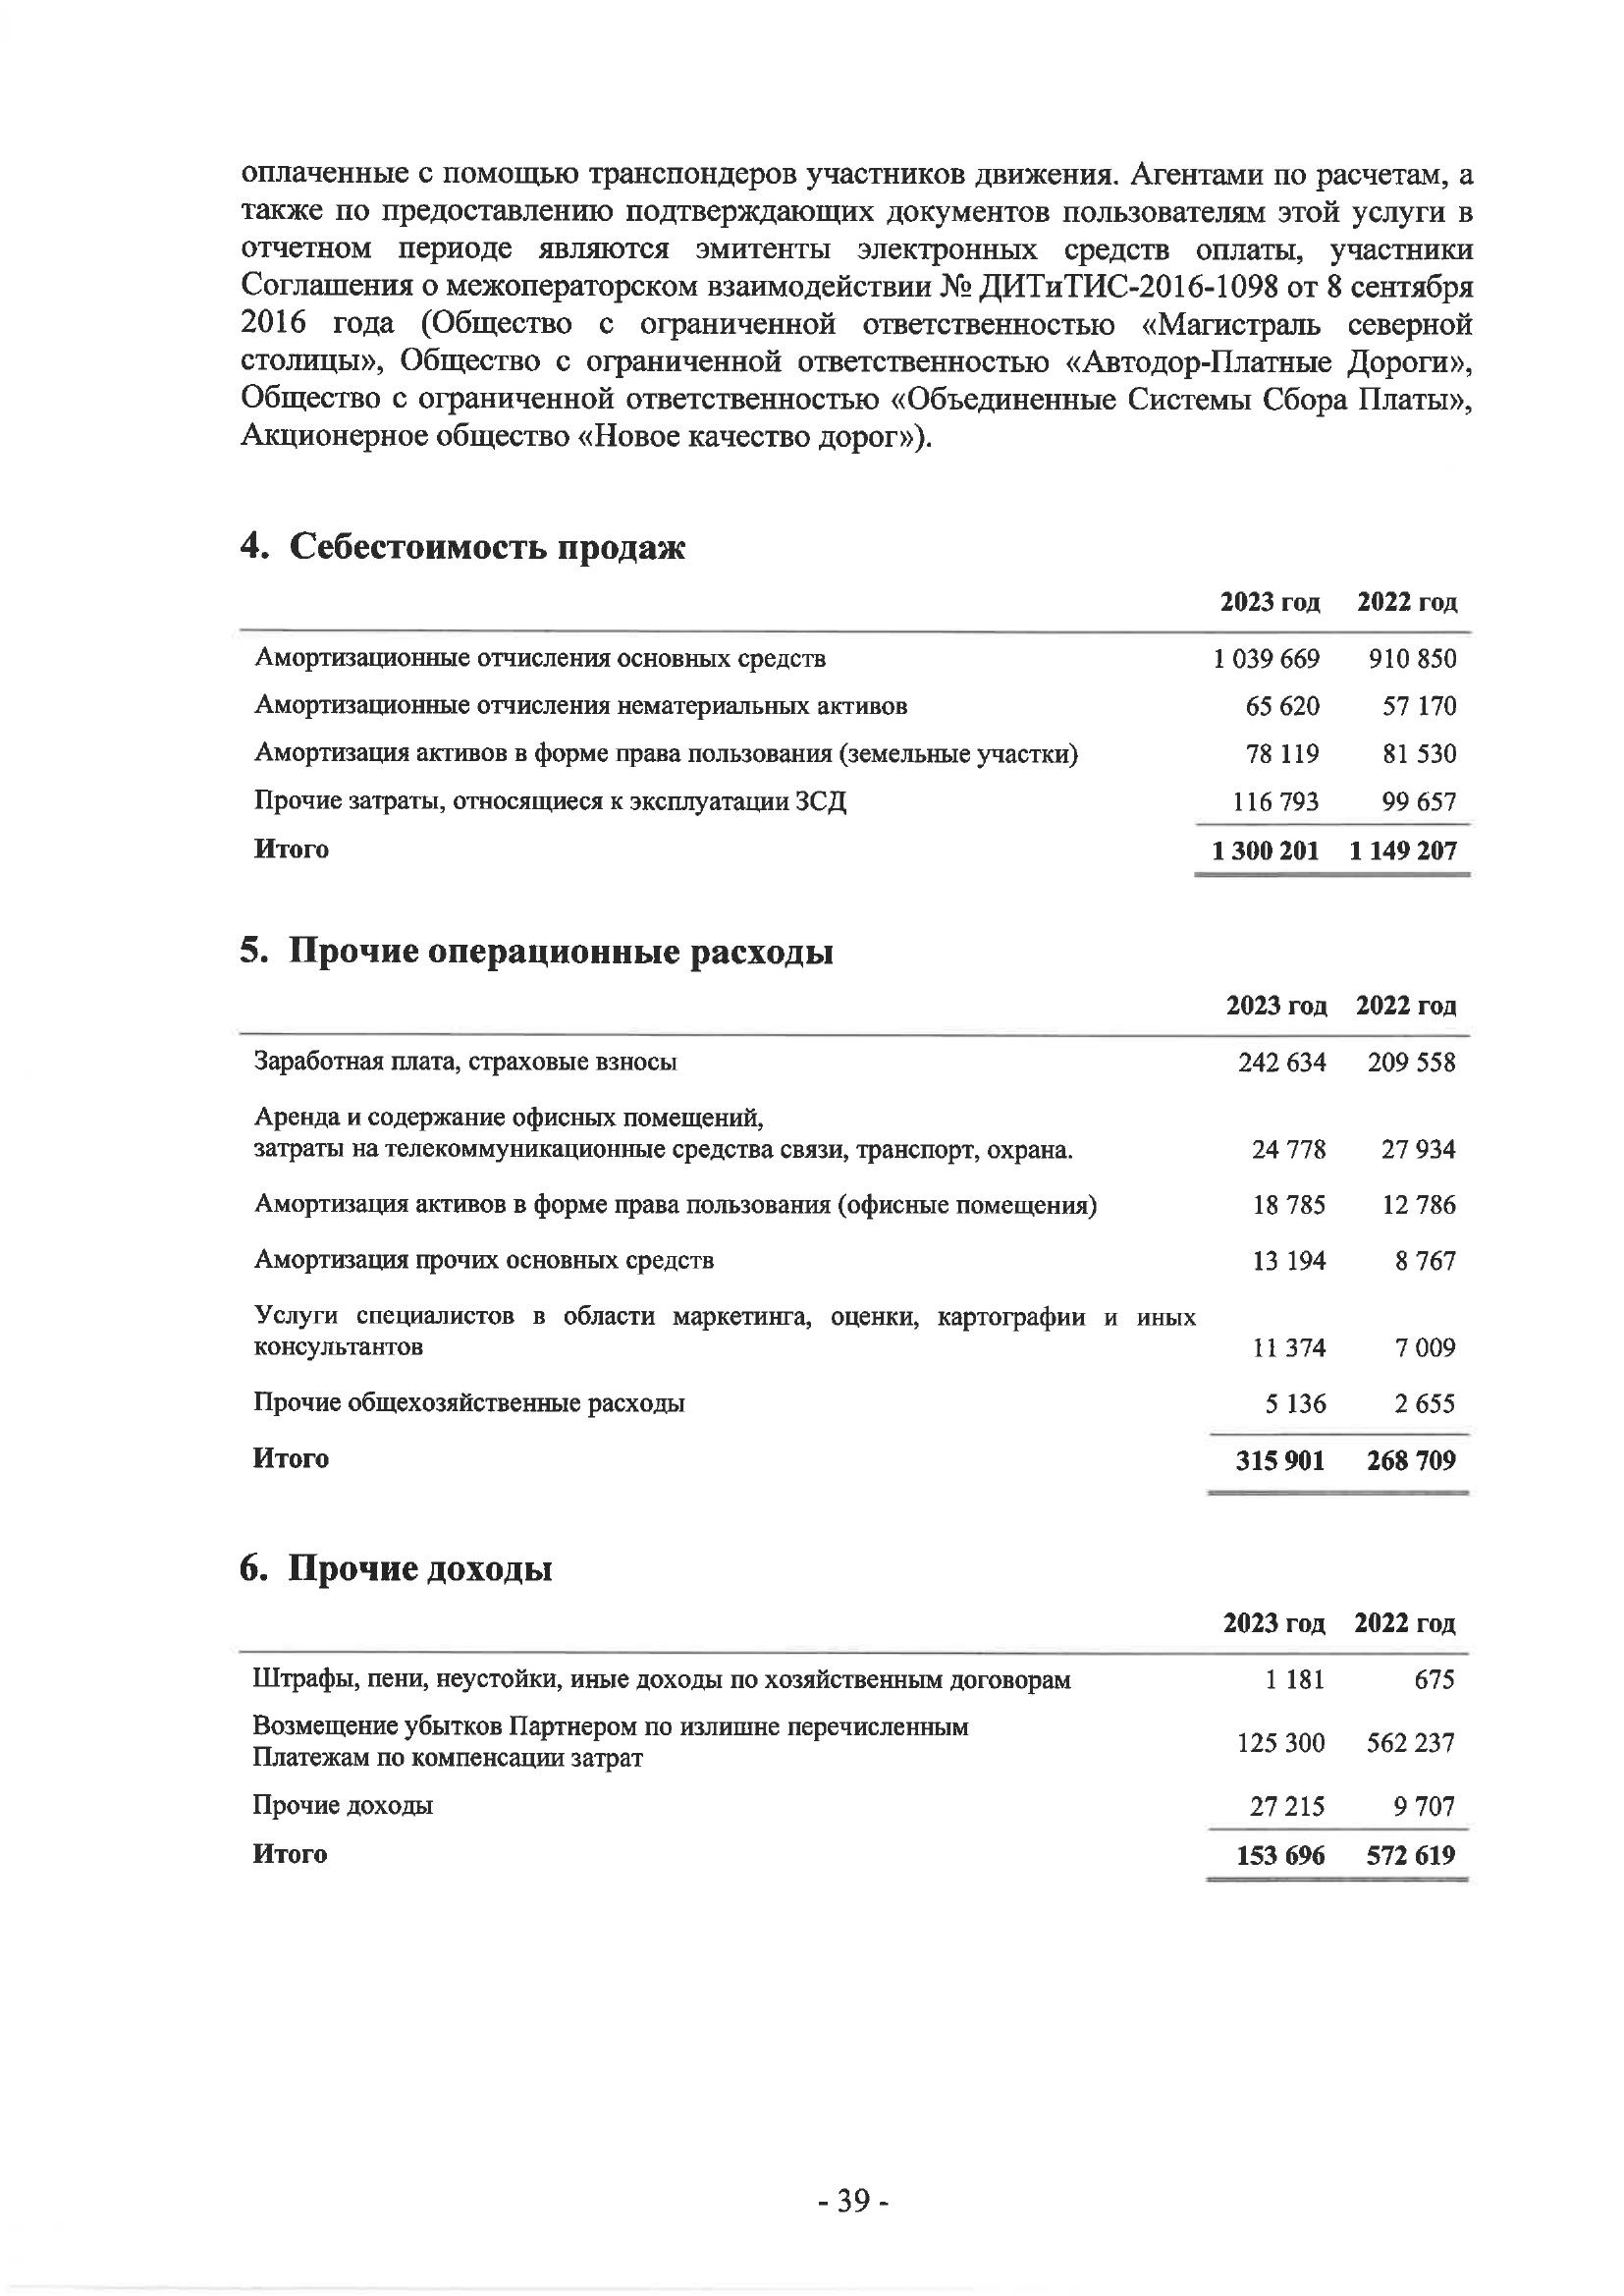 оплаченные с помощью транспондеров участников движения. Агентами по расчетам, а
также по предоставлению подтверждающих документов пользователям этой услуги в
отчетном периоде являются эмитенты электронных средств оплаты, участники
Соглашения о межоператорском взаимодействии № ДИТиТИС-2016-1098 от 8 сентября
2016 года (Общество с ограниченной ответственностью «Магистраль северной
столицы», Общество с ограниченной ответственностью «Автодор-Платные Дороги»,
Общество с ограниченной ответственностью «Объединенные Системы Сбора Платы»,
Акционерное общество «Новое качество дорог»).
4. Себестоимость продаж
2023 год 2022 год
Амортизационные отчисления основных средств 1 039 669 910 850
Амортизационные отчисления нематериальных активов 65 620 57 170
Амортизация активов в форме права пользования (земельные участки) 78 119 81 530
Прочие затраты, относящиеся к эксплуатации ЗСД 116 793 99 657
Итого 1 300 201 1 149 207
5. Прочие операционные расходы
2023 год 2022 год
Заработная плата, страховые взносы 242 634 209 558
Аренда и содержание офисных помещений,
затраты на телекоммуникационные средства связи, транспорт, охрана. 24 778 27 934
Амортизация активов в форме права пользования (офисные помещения) 18 785 12 786
Амортизация прочих основных средств 13 194 8 767
Услуги специалистов в области маркетинга, оценки, картографии и иных
консультантов 11 374 7 009
Прочие общехозяйственные расходы 5 136 2 655
Итого 315 901 268 709
6. Прочие доходы
2023 год 2022 год
Штрафы, пени, неустойки, иные доходы по хозяйственным договорам 1 181 675
Возмещение убытков Партнером по излишне перечисленным
Платежам по компенсации затрат 125 300 562 237
Прочие доходы 27 215 9 707
Итого 153 696 572 619
- 39 -